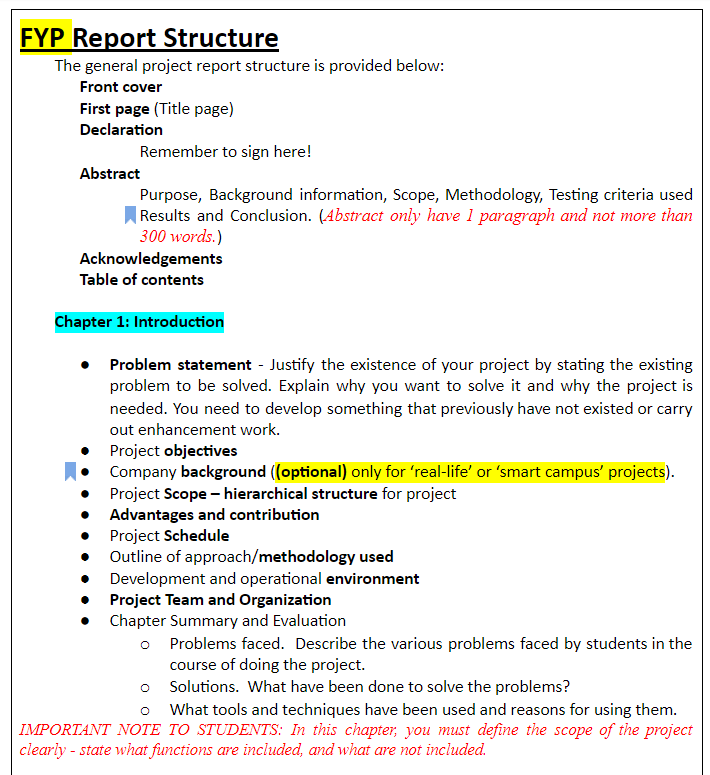 FYP Report Structure
The general project report structure is provided below:
Front cover
First page (Title page)
Declaration
Remember to sign here!
Abstract
Purpose, Background information, Scope, Methodology, Testing criteria used
Results and Conclusion. (Abstract only have 1 paragraph and not more than
300 words.)
Acknowledgements
Table of contents
Chapter 1: Introduction
● Problem statement - Justify the existence of your project by stating the existing
problem to be solved. Explain why you want to solve it and why the project is
needed. You need to develop something that previously have not existed or carry
out enhancement work.
● Project objectives
● Company background ((optional) only for ‘real-life’ or ‘smart campus’ projects).
● Project Scope – hierarchical structure for project
● Advantages and contribution
● Project Schedule
● Outline of approach/methodology used
● Development and operational environment
● Project Team and Organization
● Chapter Summary and Evaluation
o Problems faced. Describe the various problems faced by students in the
course of doing the project.
o Solutions. What have been done to solve the problems?
o What tools and techniques have been used and reasons for using them.
IMPORTANT NOTE TO STUDENTS: In this chapter, you must define the scope of the project
clearly - state what functions are included, and what are not included.